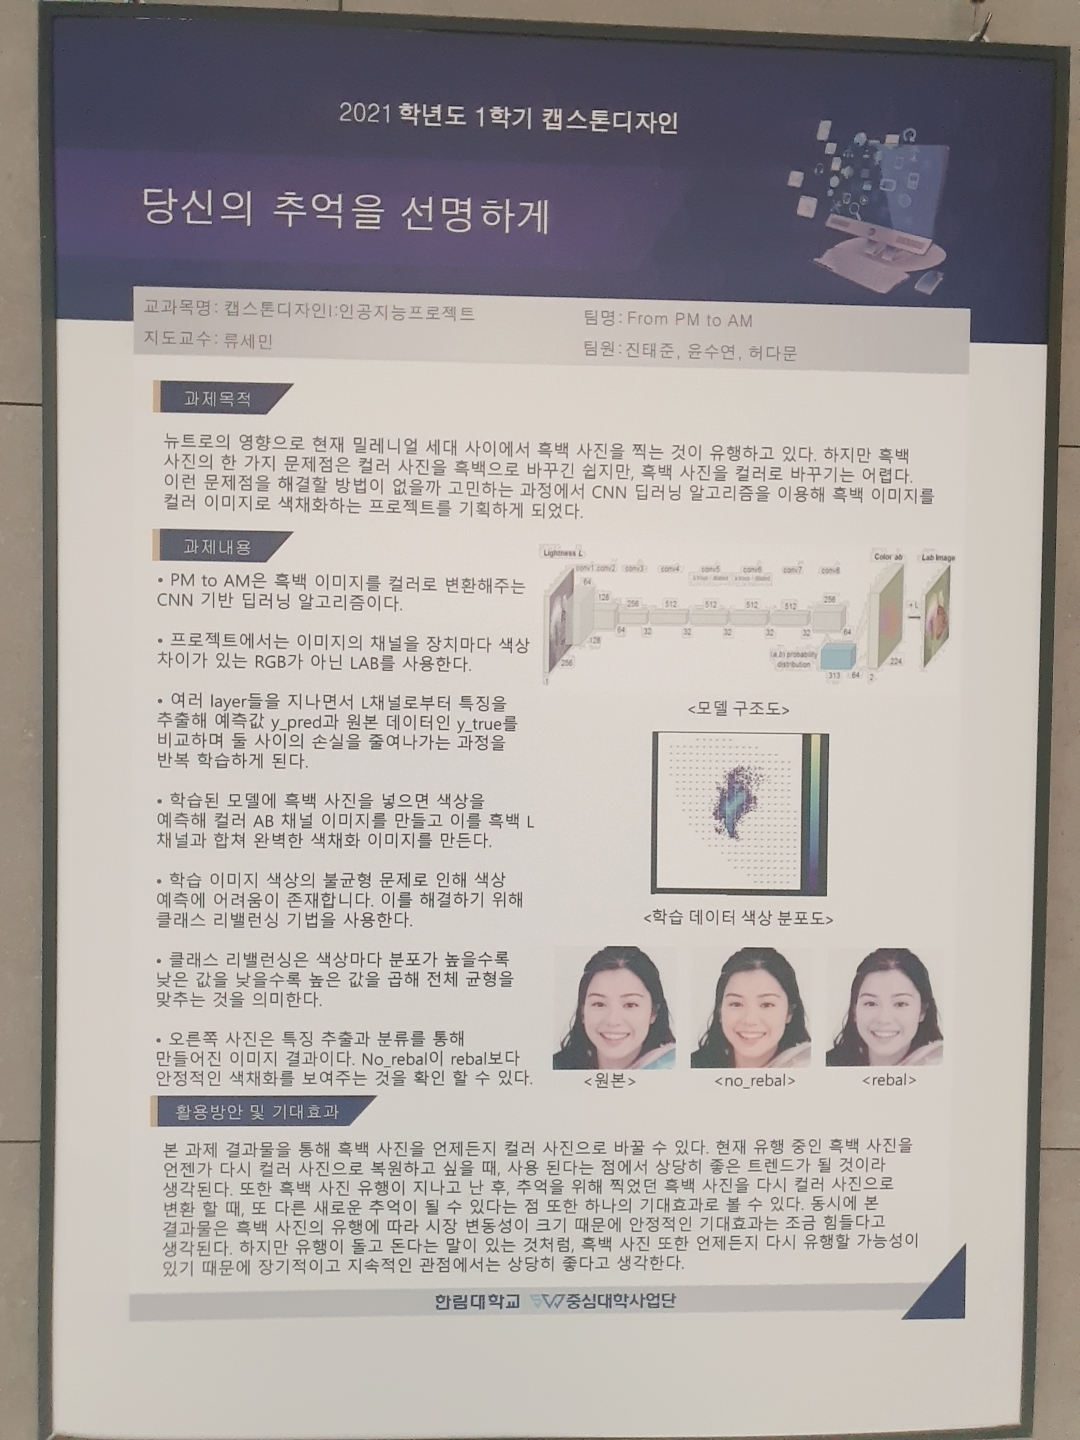 2021 학년도 1학기 캡스톤디자인
당신의 추억을 선명하게
교과목명: 캡스톤디자인I:인공지능프로젝트
팀명: From PM to AM
지도교수: 류세민
팀원: 진태준, 윤수연, 허다문
과제목적
뉴트로의 영향으로 현재 밀레니얼 세대 사이에서 흑백 사진을 찍는 것이 유행하고 있다. 하지만 흑백
사진의 한 가지 문제점은 컬러 사진을 흑백으로 바꾸긴 쉽지만, 흑백 사진을 컬러로 바꾸기는 어렵다.
이런 문제점을 해결할 방법이 없을까 고민하는 과정에서 CNN 딥러닝 알고리즘을 이용해 흑백 이미지를
컬러 이미지로 색채화하는 프로젝트를 기획하게 되었다.
과제내용
• PM to AM은 흑백 이미지를 컬러로 변환해주는
CNN 기반 딥러닝 알고리즘이다.
• 프로젝트에서는 이미지의 채널을 장치마다 색상
차이가 있는 RGB가 아닌 LAB를 사용한다.
• 여러 layer들을 지나면서 L채널로부터 특징을
추출해 예측값 y_pred과 원본 데이터인 y_true를
비교하며 둘 사이의 손실을 줄여나가는 과정을
반복 학습하게 된다.
• 학습된 모델에 흑백 사진을 넣으면 색상을
예측해 컬러 AB 채널 이미지를 만들고 이를 흑백 L
채널과 합쳐 완벽한 색채화 이미지를 만든다.
• 학습 이미지 색상의 불균형 문제로 인해 색상
예측에 어려움이 존재합니다. 이를 해결하기 위해
클래스 리밸런싱 기법을 사용한다.
• 클래스 리밸런싱은 색상마다 분포가 높을수록
낮은 값을 낮을수록 높은 값을 곱해 전체 균형을
맞추는 것을 의미한다.
• 오른쪽 사진은 특징 추출과 분류를 통해
만들어진 이미지 결과이다. No_rebal이 rebal보다
안정적인 색채화를 보여주는 것을 확인 할 수 있다.
Lightness L
Color ab
Lab Image
conv1 conv2 conv3 conv4 conv5 conv6 conv7 conv8
64
128
256
512
512
512
512
256
+ L
128
64
32
32
32
32
32
64
256
(a,b) probability
distribution
313
64
2
224
<모델 구조도>
<학습 데이터 색상 분포도>
<원본>
<no_rebal>
<rebal>
활용방안 및 기대효과
본 과제 결과물을 통해 흑백 사진을 언제든지 컬러 사진으로 바꿀 수 있다. 현재 유행 중인 흑백 사진을
언젠가 다시 컬러 사진으로 복원하고 싶을 때, 사용 된다는 점에서 상당히 좋은 트렌드가 될 것이라
생각된다. 또한 흑백 사진 유행이 지나고 난 후, 추억을 위해 찍었던 흑백 사진을 다시 컬러 사진으로
변환 할 때, 또 다른 새로운 추억이 될 수 있다는 점 또한 하나의 기대효과로 볼 수 있다. 동시에 본
결과물은 흑백 사진의 유행에 따라 시장 변동성이 크기 때문에 안정적인 기대효과는 조금 힘들다고
생각된다. 하지만 유행이 돌고 돈다는 말이 있는 것처럼, 흑백 사진 또한 언제든지 다시 유행할 가능성이
있기 때문에 장기적이고 지속적인 관점에서는 상당히 좋다고 생각한다.
한림대학교 SW중심대학사업단